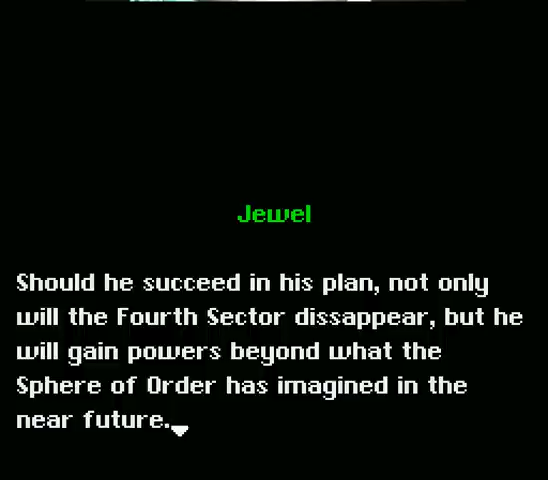 Jewel
Should he succeed in his plan, not only
will the Fourth Sector dissappear, but he
will gain powers beyond what the
Sphere of Order has imagined in the
near future.